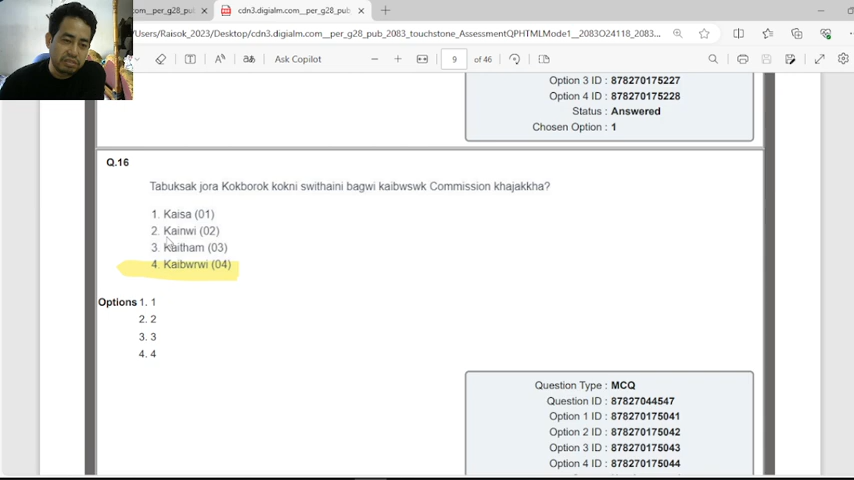 com__per_g28_pub
cdn3.digialm.com__per_g28_pub
/Users/Raisok_2023/Desktop/cdn3.digialm.com__per_g28_pub_2083_touchstone_AssessmentQPHTMLMode1__2083O24118_2083...
Ask Copilot
9 of 46
Option 3 ID : 878270175227
Option 4 ID : 878270175228
Status : Answered
Chosen Option : 1
Q.16
Tabuksak jora Kokborok kokni swithaini bagwi kaibwswk Commission khajakkha?
1. Kaisa (01)
2. Kainwi (02)
3. Kaitham (03)
4. Kaibwrwi (04)
Options 1. 1
2. 2
3. 3
4. 4
Question Type : MCQ
Question ID : 87827044547
Option 1 ID : 878270175041
Option 2 ID : 878270175042
Option 3 ID : 878270175043
Option 4 ID : 878270175044